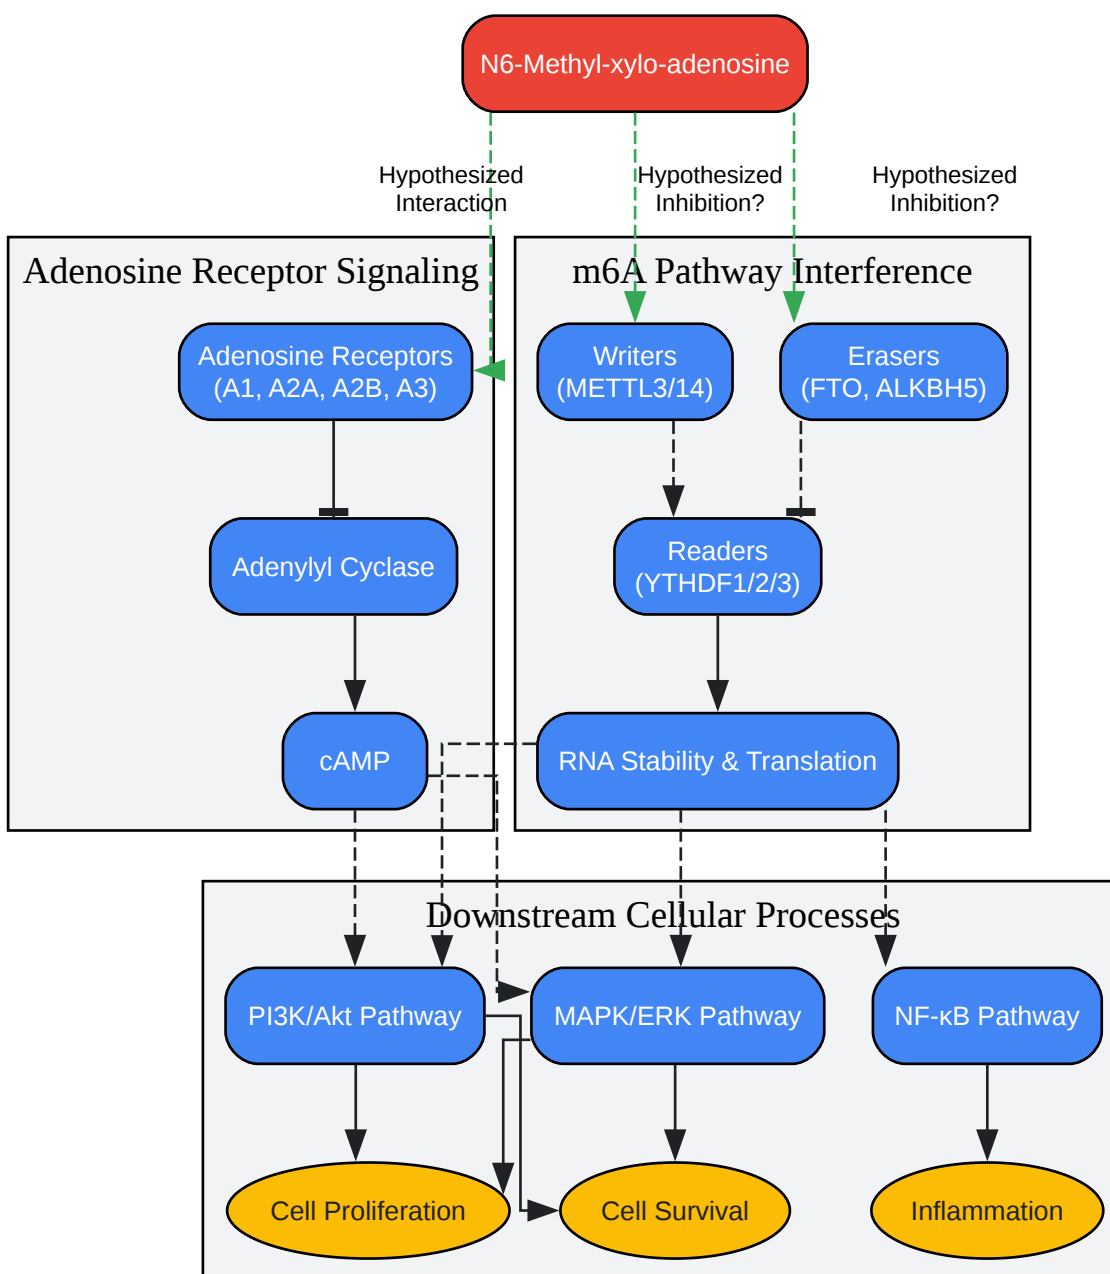 N6-Methyl-xylo-adenosine
Hypothesized
Interaction
Hypothesized
Inhibition?
Hypothesized
Inhibition?
Adenosine Receptor Signaling
m6A Pathway Interference
Adenosine Receptors
(A1, A2A, A2B, A3)
Writers
(METTL3/14)
Erasers
(FTO, ALKBH5)
Adenylyl Cyclase
Readers
(YTHDF1/2/3)
cAMP
RNA Stability & Translation
Downstream Cellular Processes
PI3K/Akt Pathway
MAPK/ERK Pathway
NF-κB Pathway
Cell Proliferation
Cell Survival
Inflammation